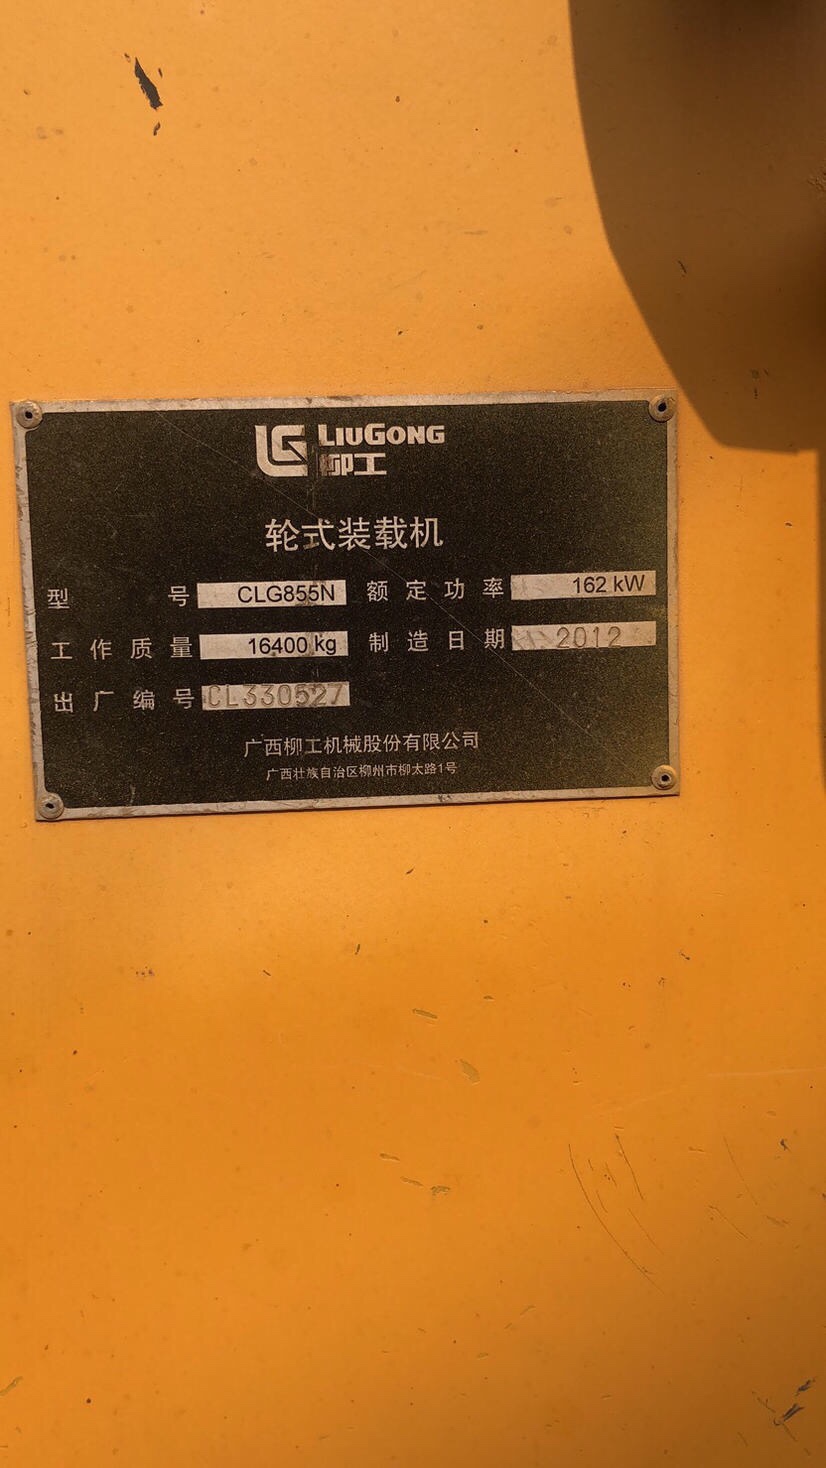 LG LIUGONG
柳工
轮式装载机
型 号 CLG855N 额定功率 162 kW
工作质量 16400 kg 制造日期 2012
出厂编号 CL330527
广西柳工机械股份有限公司
广西壮族自治区柳州市柳太路1号